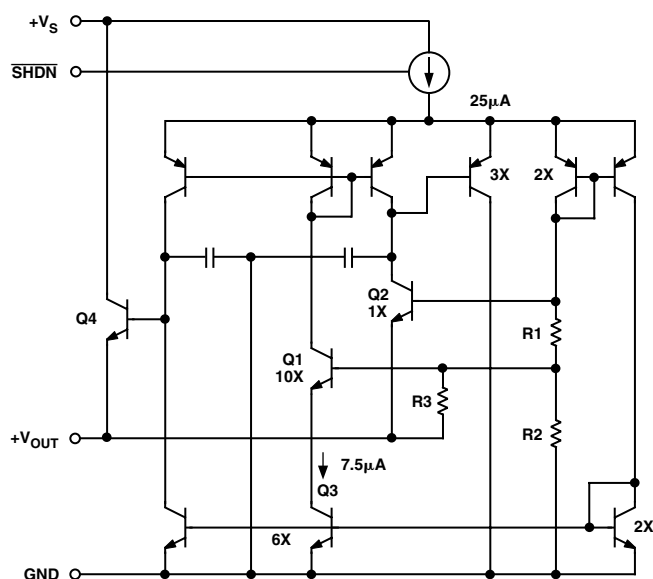 +VS
SHDN
25μA
3X
2X
Q2
1X
Q4
R1
Q1
10X
R3
R2
+VOUT
7.5μA
Q3
6X
2X
GND